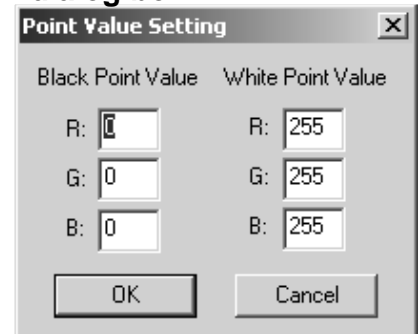 Point Value Setting
Black Point Value White Point Value
R: 0 R: 255
G: 0 G: 255
B: 0 B: 255
OK Cancel